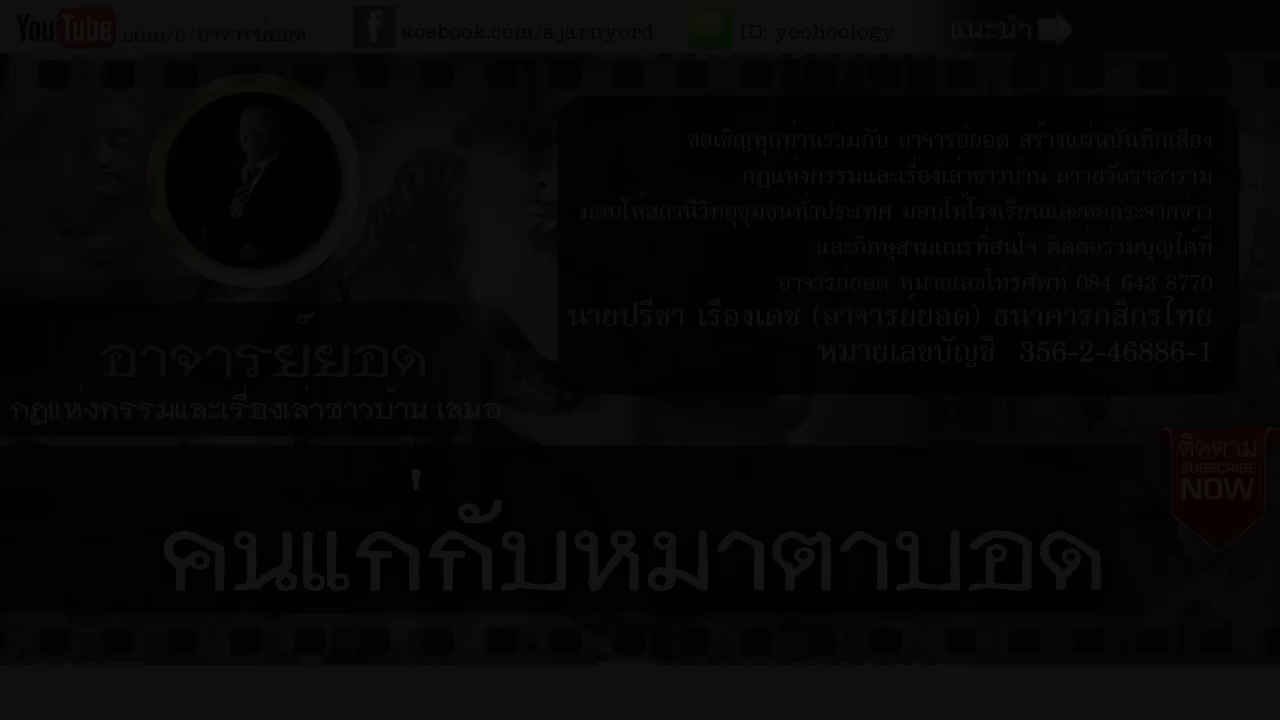 YouTube.com/c/อาจารย์ยอด
facebook.com/ajarnyord
ID: yoohoology
แนะนำ
ขอเชิญทุกท่านร่วมกับ อาจารย์ยอด สร้างแผ่นบันทึกเสียง
กฎแห่งกรรมและเรื่องเล่าชาวบ้าน ถวายวัดวาอาราม
มอบให้สถานีวิทยุชุมชนทั่วประเทศ มอบให้โรงเรียนและหอกระจายข่าว
และภิกษุสามเณรที่สนใจ ติดต่อร่วมบุญได้ที่
อาจารย์ยอด หมายเลขโทรศัพท์ 084 643 8770
นายปรีชา เรืองเดช (อาจารย์ยอด) ธนาคารกสิกรไทย
หมายเลขบัญชี 356-2-46886-1
อาจารย์ยอด
กฎแห่งกรรมและเรื่องเล่าชาวบ้าน เสนอ
ติดตาม
SUBSCRIBE
NOW
คนแก่กับหมาตาบอด